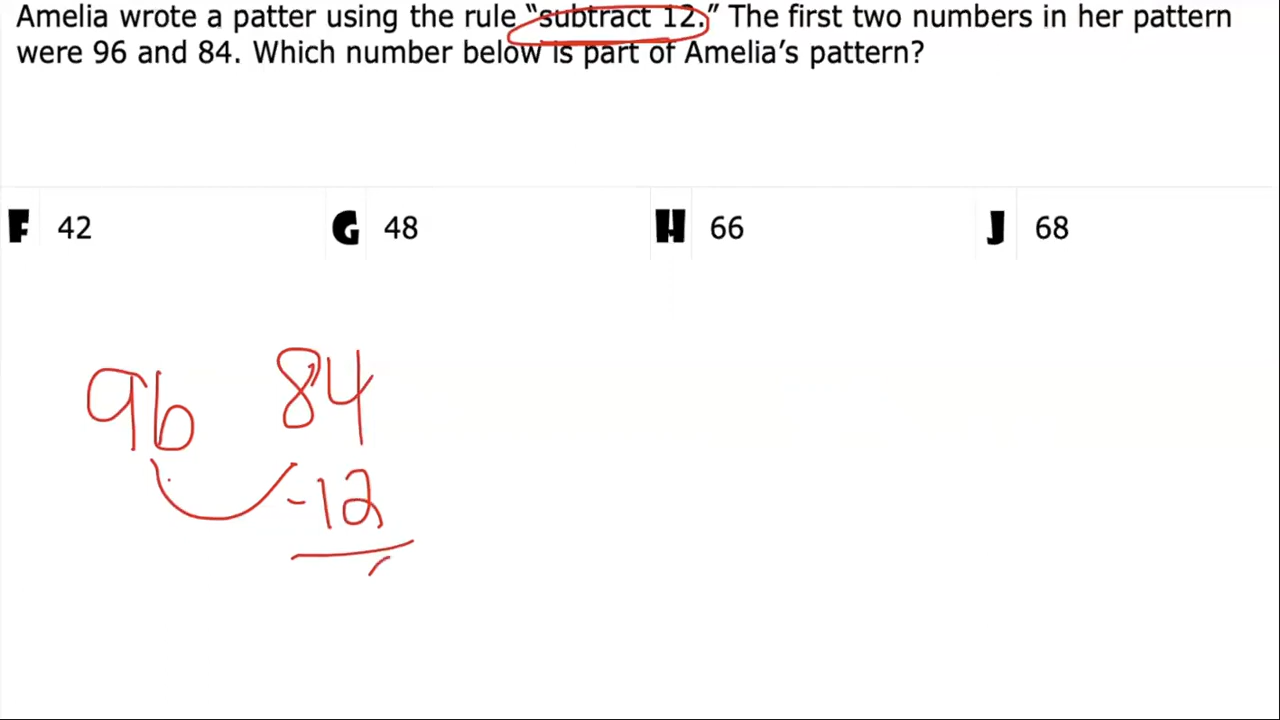 Amelia wrote a patter using the rule “subtract 12.” The first two numbers in her pattern
were 96 and 84. Which number below is part of Amelia’s pattern?
F 42 G 48 H 66 J 68
96 84
-12